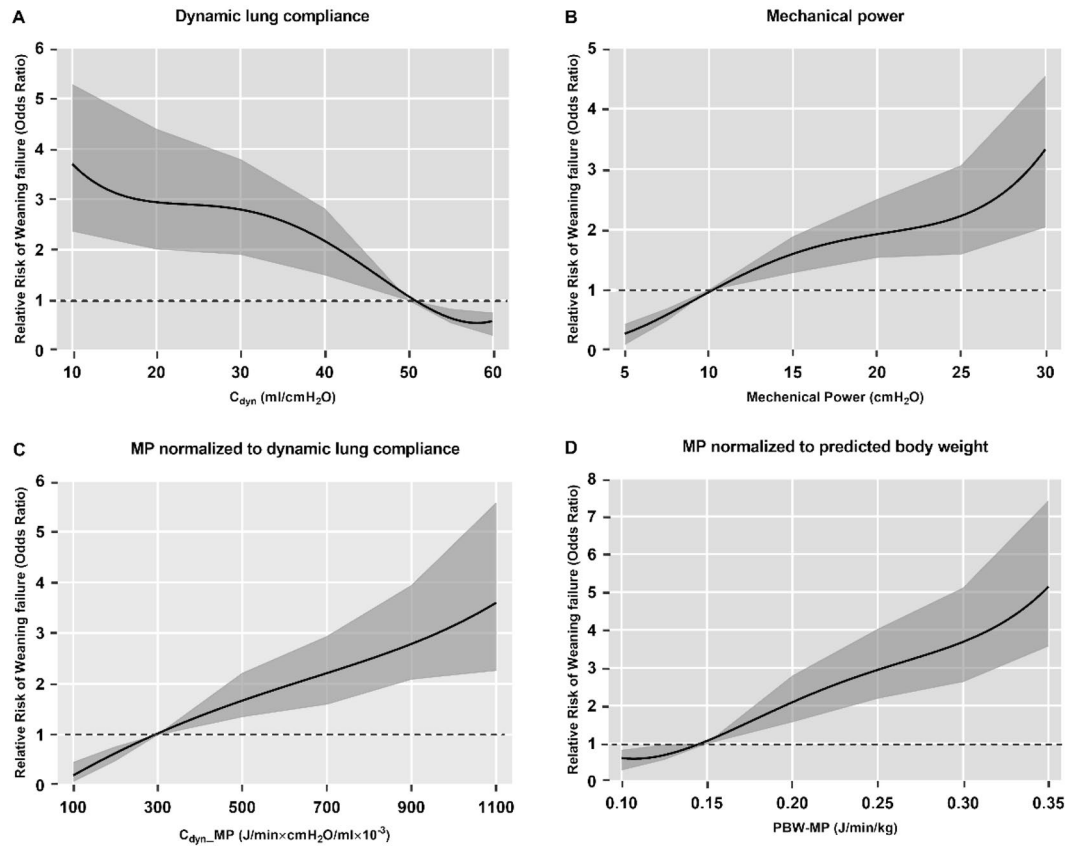 A
Dynamic lung compliance
Relative Risk of Weaning failure (Odds Ratio)
6
5
4
3
2
1
0
10 20 30 40 50 60
C_dyn (ml/cmH₂O)
B
Mechanical power
Relative Risk of Weaning failure (Odds Ratio)
5
4
3
2
1
0
5 10 15 20 25 30
Mechenical Power (cmH₂O)
C
MP normalized to dynamic lung compliance
Relative Risk of Weaning failure (Odds Ratio)
6
5
4
3
2
1
0
100 300 500 700 900 1100
C_dyn_MP (J/min×cmH₂O/ml×10⁻³)
D
MP normalized to predicted body weight
Relative Risk of Weaning failure (Odds Ratio)
8
7
6
5
4
3
2
1
0
0.10 0.15 0.20 0.25 0.30 0.35
PBW-MP (J/min/kg)